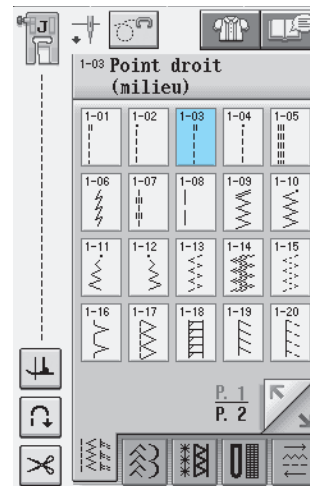 J
1-03 Point droit
(milieu)
1-01 1-02 1-03 1-04 1-05
1-06 1-07 1-08 1-09 1-10
1-11 1-12 1-13 1-14 1-15
1-16 1-17 1-18 1-19 1-20
P. 1
P. 2